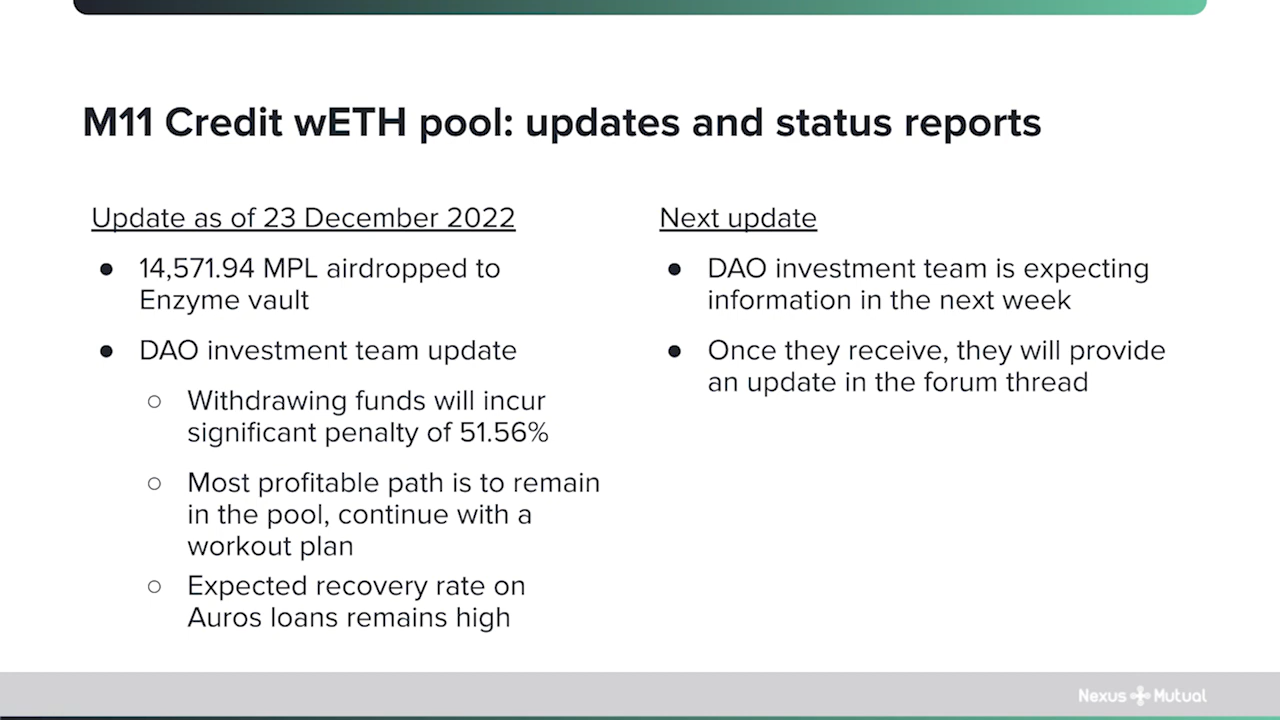 M11 Credit wETH pool: updates and status reports
Update as of 23 December 2022
● 14,571.94 MPL airdropped to
Enzyme vault
● DAO investment team update
○ Withdrawing funds will incur
significant penalty of 51.56%
○ Most profitable path is to remain
in the pool, continue with a
workout plan
○ Expected recovery rate on
Auros loans remains high
Next update
● DAO investment team is expecting
information in the next week
● Once they receive, they will provide
an update in the forum thread
Nexus Mutual